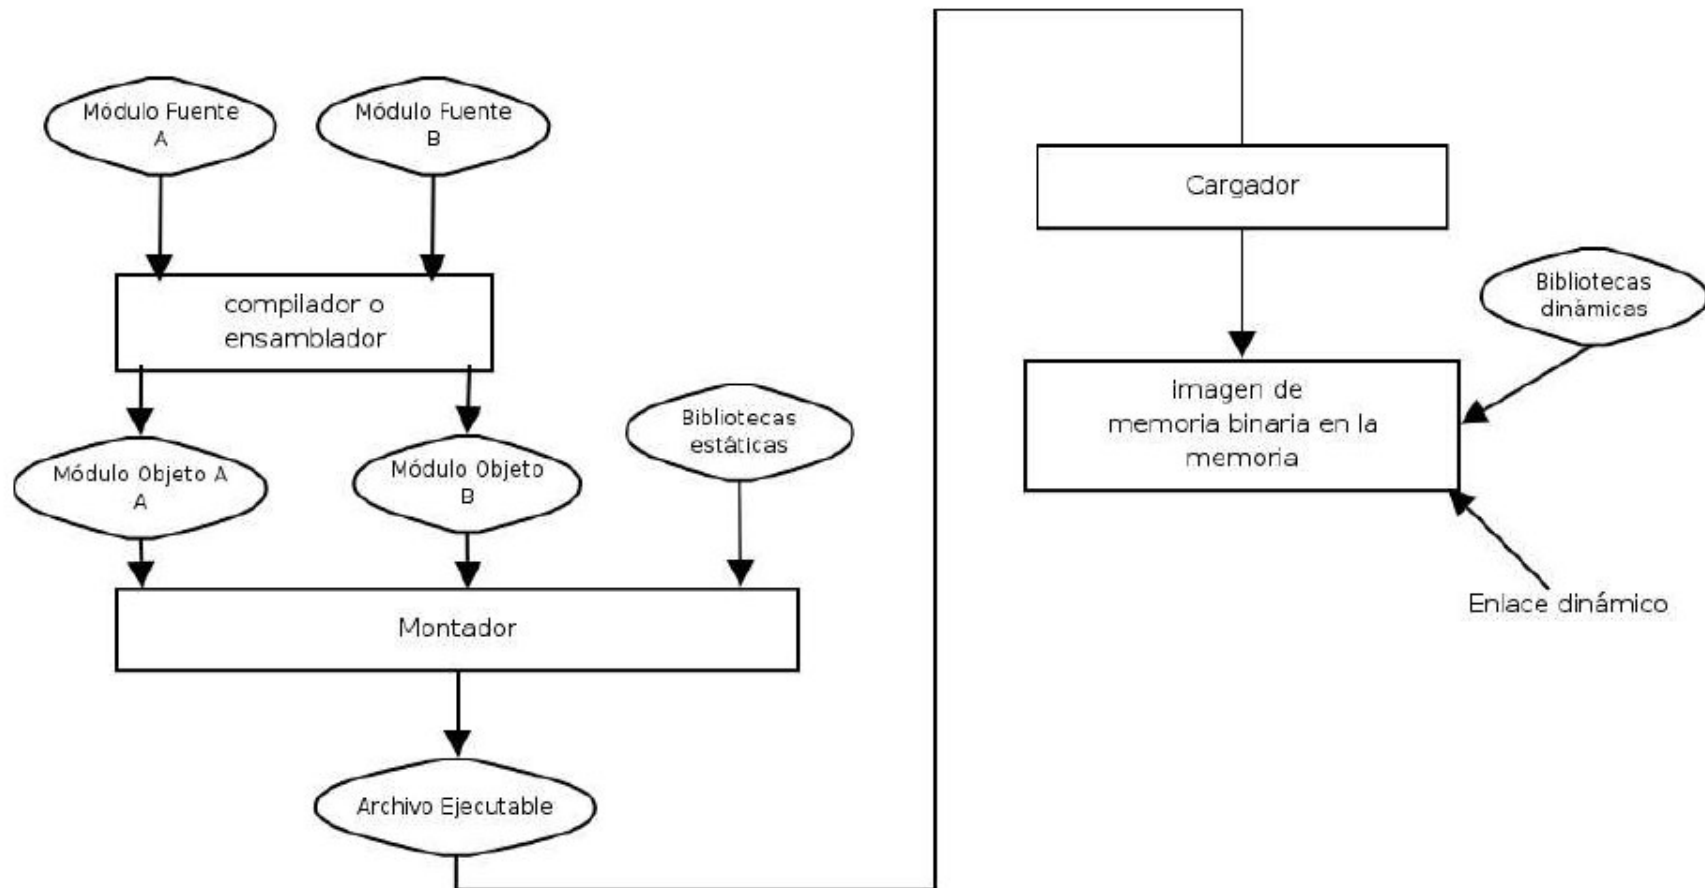 Módulo Fuente
A
Módulo Fuente
B
compilador o
ensamblador
Módulo Objeto A
A
Módulo Objeto
B
Bibliotecas
estáticas
Montador
Archivo Ejecutable
Cargador
Bibliotecas
dinámicas
imagen de
memoria binaria en la
memoria
Enlace dinámico